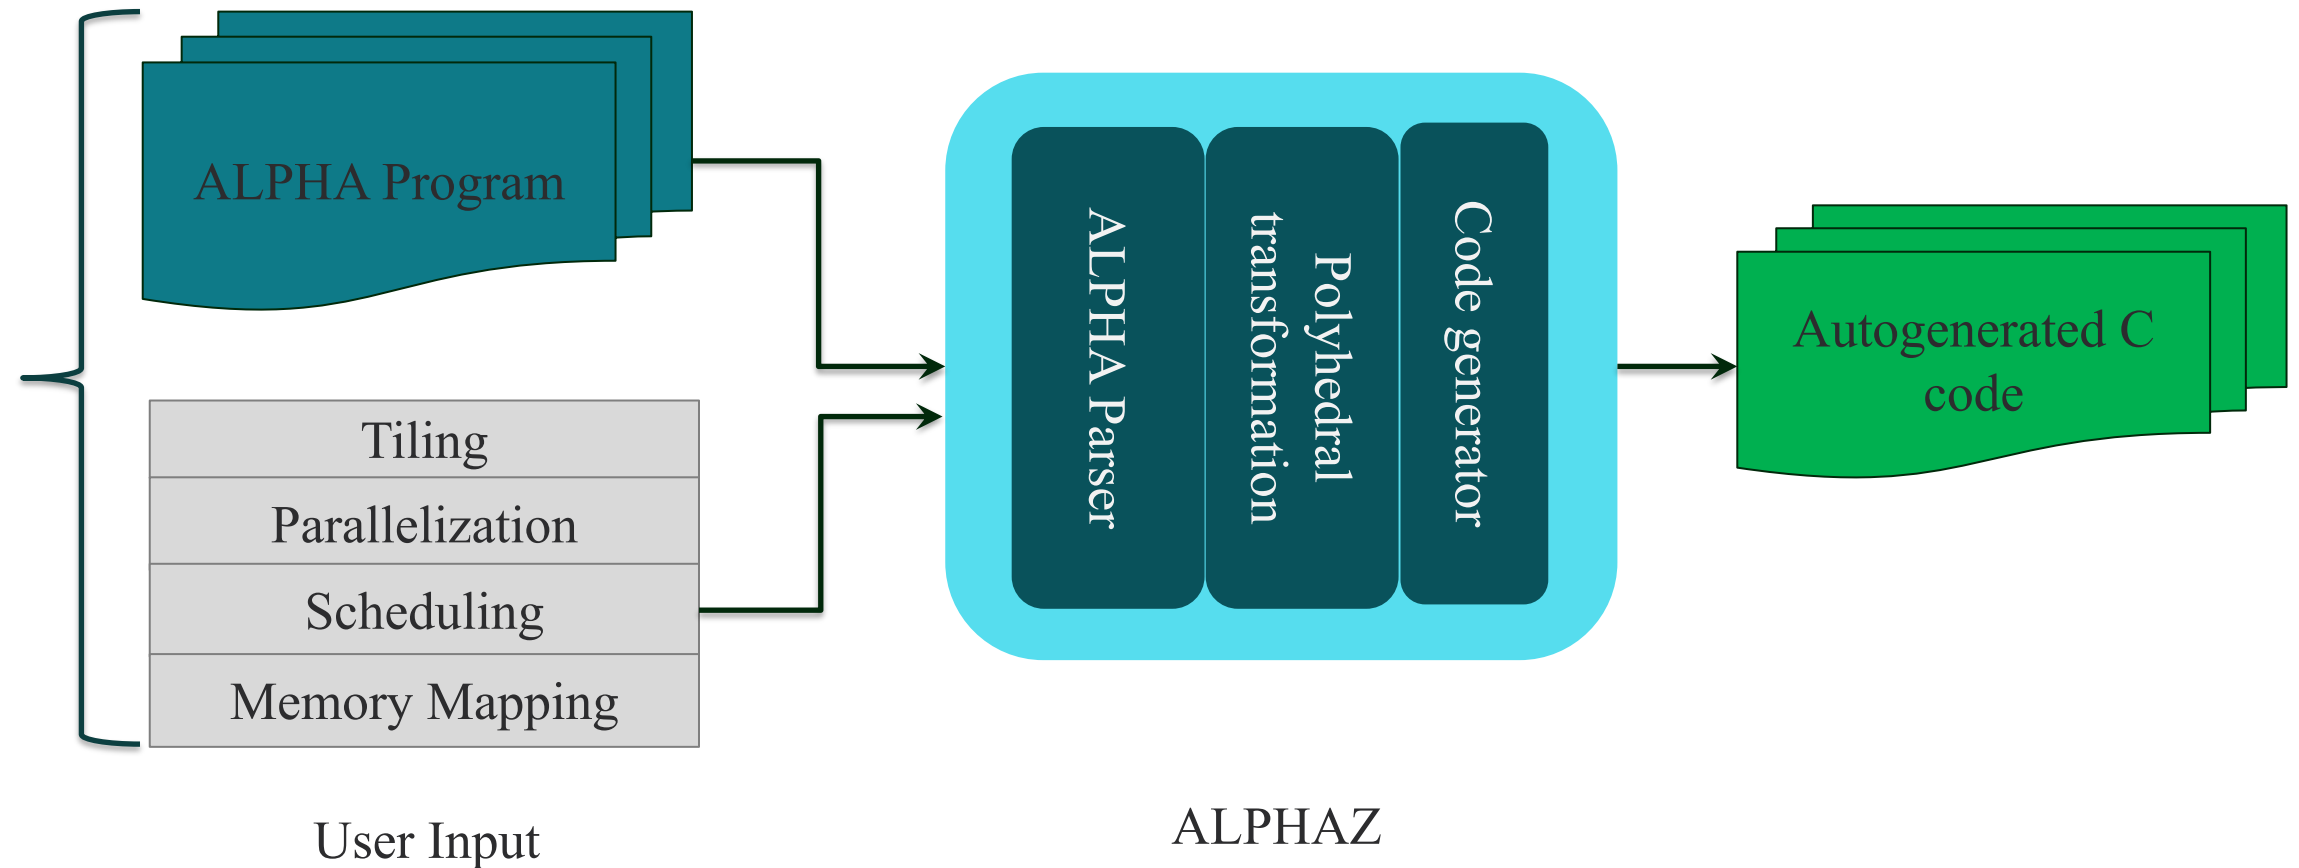 ALPHA Program
Tiling
Parallelization
Scheduling
Memory Mapping
User Input
ALPHA Parser
Polyhedral
transformation
Code generator
ALPHAZ
Autogenerated C
code